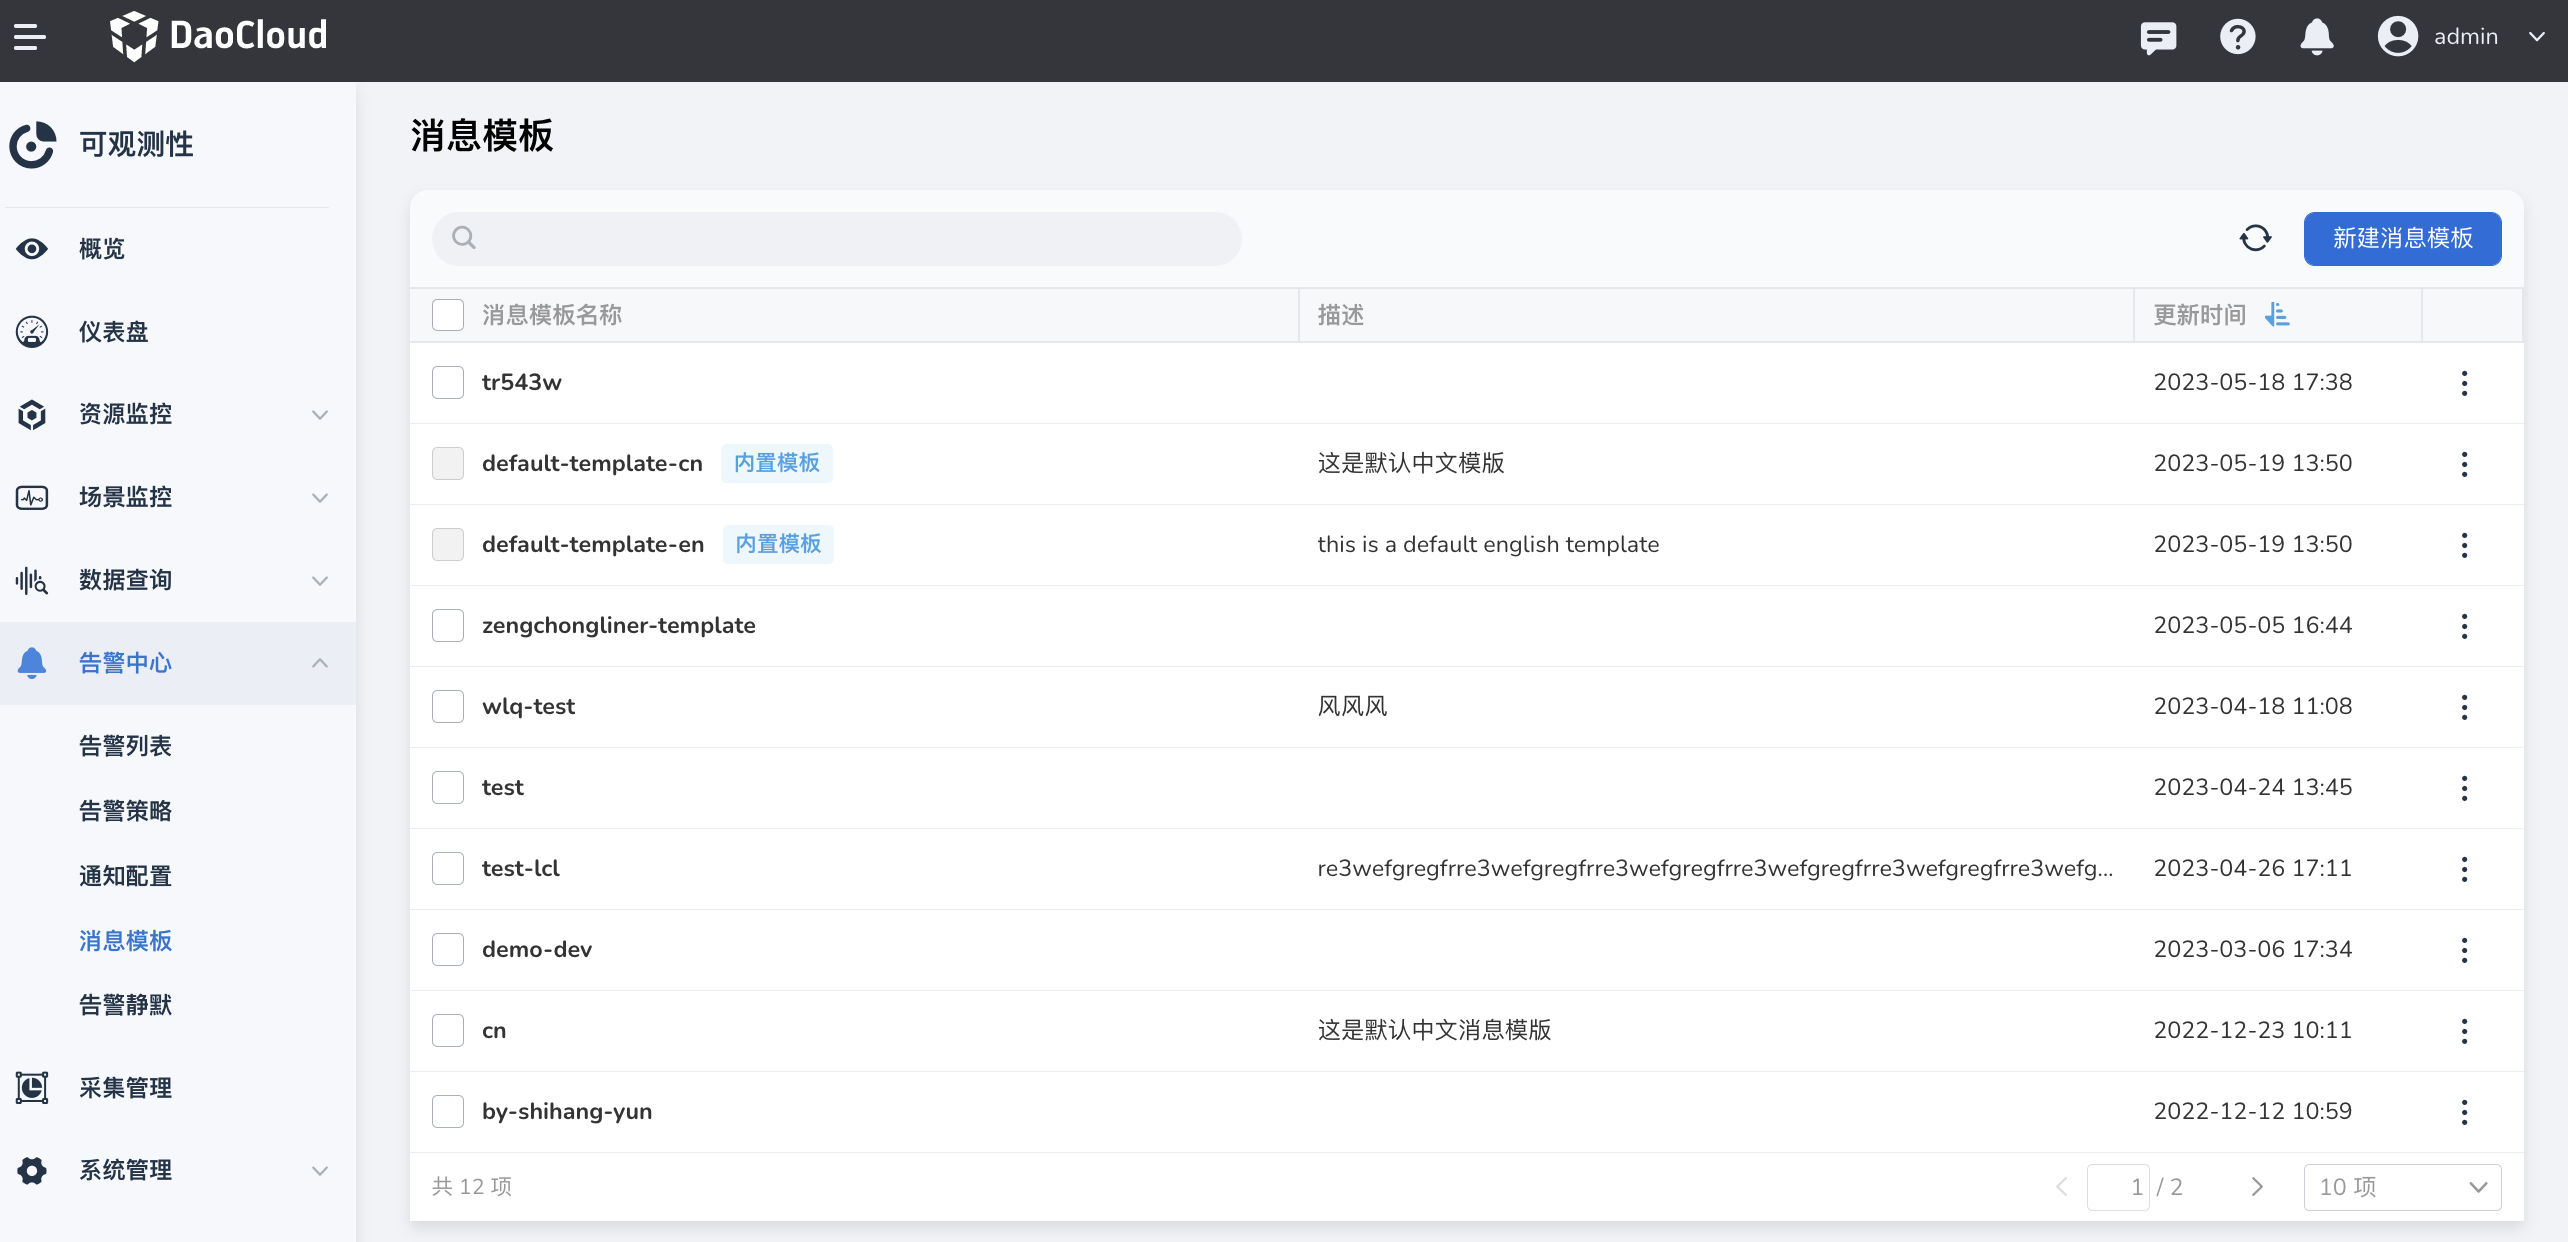 DaoCloud
admin
可观测性
概览
仪表盘
资源监控
场景监控
数据查询
告警中心
告警列表
告警策略
通知配置
消息模板
告警静默
采集管理
系统管理
消息模板
新建消息模板
消息模板名称 描述 更新时间
tr543w 2023-05-18 17:38
default-template-cn 内置模板 这是默认中文模版 2023-05-19 13:50
default-template-en 内置模板 this is a default english template 2023-05-19 13:50
zengchongliner-template 2023-05-05 16:44
wlq-test 风风风 2023-04-18 11:08
test 2023-04-24 13:45
test-lcl re3wefgregfrre3wefgregfrre3wefgregfrre3wefgregfrre3wefgregfrre3wefg... 2023-04-26 17:11
demo-dev 2023-03-06 17:34
cn 这是默认中文消息模版 2022-12-23 10:11
by-shihang-yun 2022-12-12 10:59
共 12 项 1 / 2 10 项